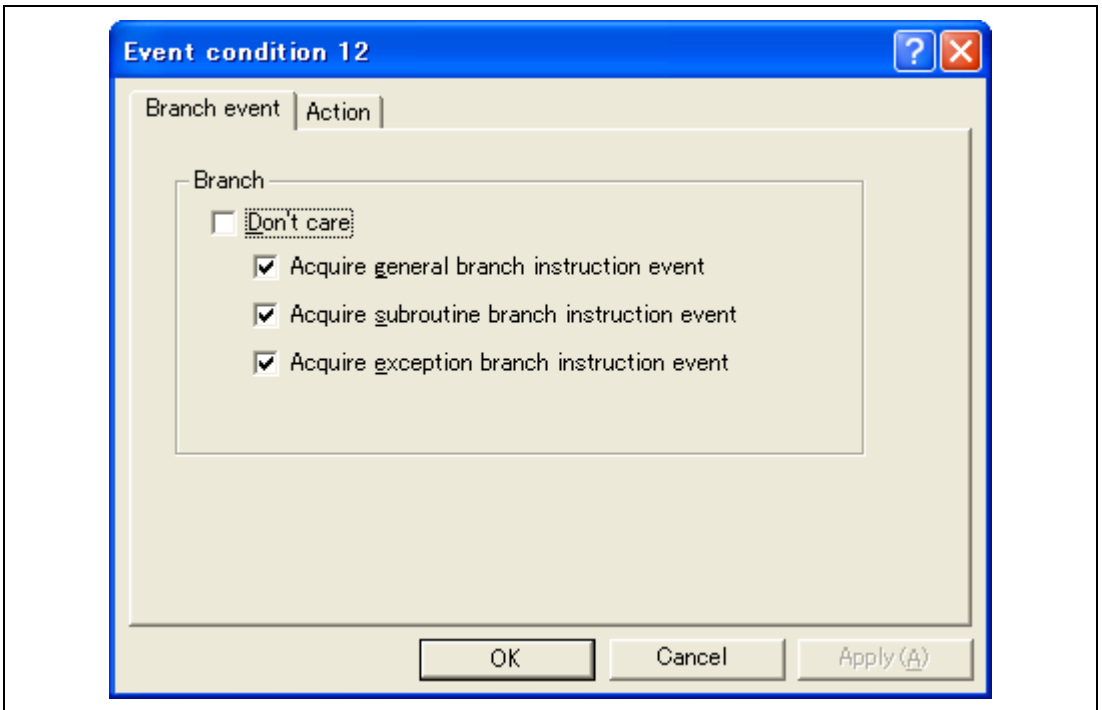 Event condition 12
Branch event
Action
Branch
Don't care
Acquire general branch instruction event
Acquire subroutine branch instruction event
Acquire exception branch instruction event
OK
Cancel
Apply(A)